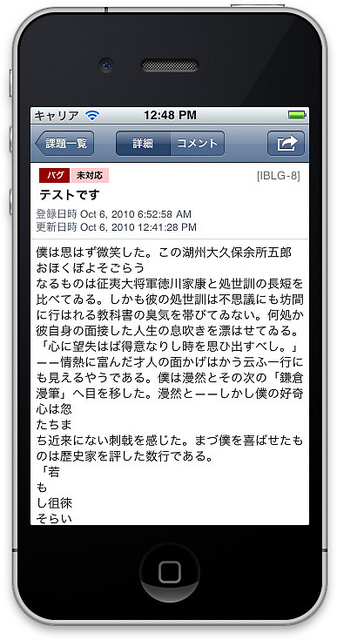 キャリア 12:48 PM
課題一覧 詳細 コメント
バグ 未対応 [IBLG-8]
テストです
登録日時 Oct 6, 2010 6:52:58 AM
更新日時 Oct 6, 2010 12:41:28 PM
僕は思はず微笑した。この湖州大久保余所五郎
おほくぼよそごらう
なるものは征夷大将軍徳川家康と処世訓の長短を
比べてゐる。しかも彼の処世訓は不思議にも坊間
に行はれる教科書の臭気を帯びてゐない。何処か
彼自身の面接した人生の息吹きを漂はせてゐる。
「心に望失はば得意なりし時を思ひ出すべし。」
ーー情熱に富んだ才人の面かげはかう云ふ一行に
も見えるやうである。僕は漫然とその次の「鎌倉
漫筆」へ目を移した。漫然とーーしかし僕の好奇
心は忽
たちま
ち近来にない刺戟を感じた。まづ僕を喜ばせたも
のは歴史家を評した数行である。
「若
も
し徂徠
そらい